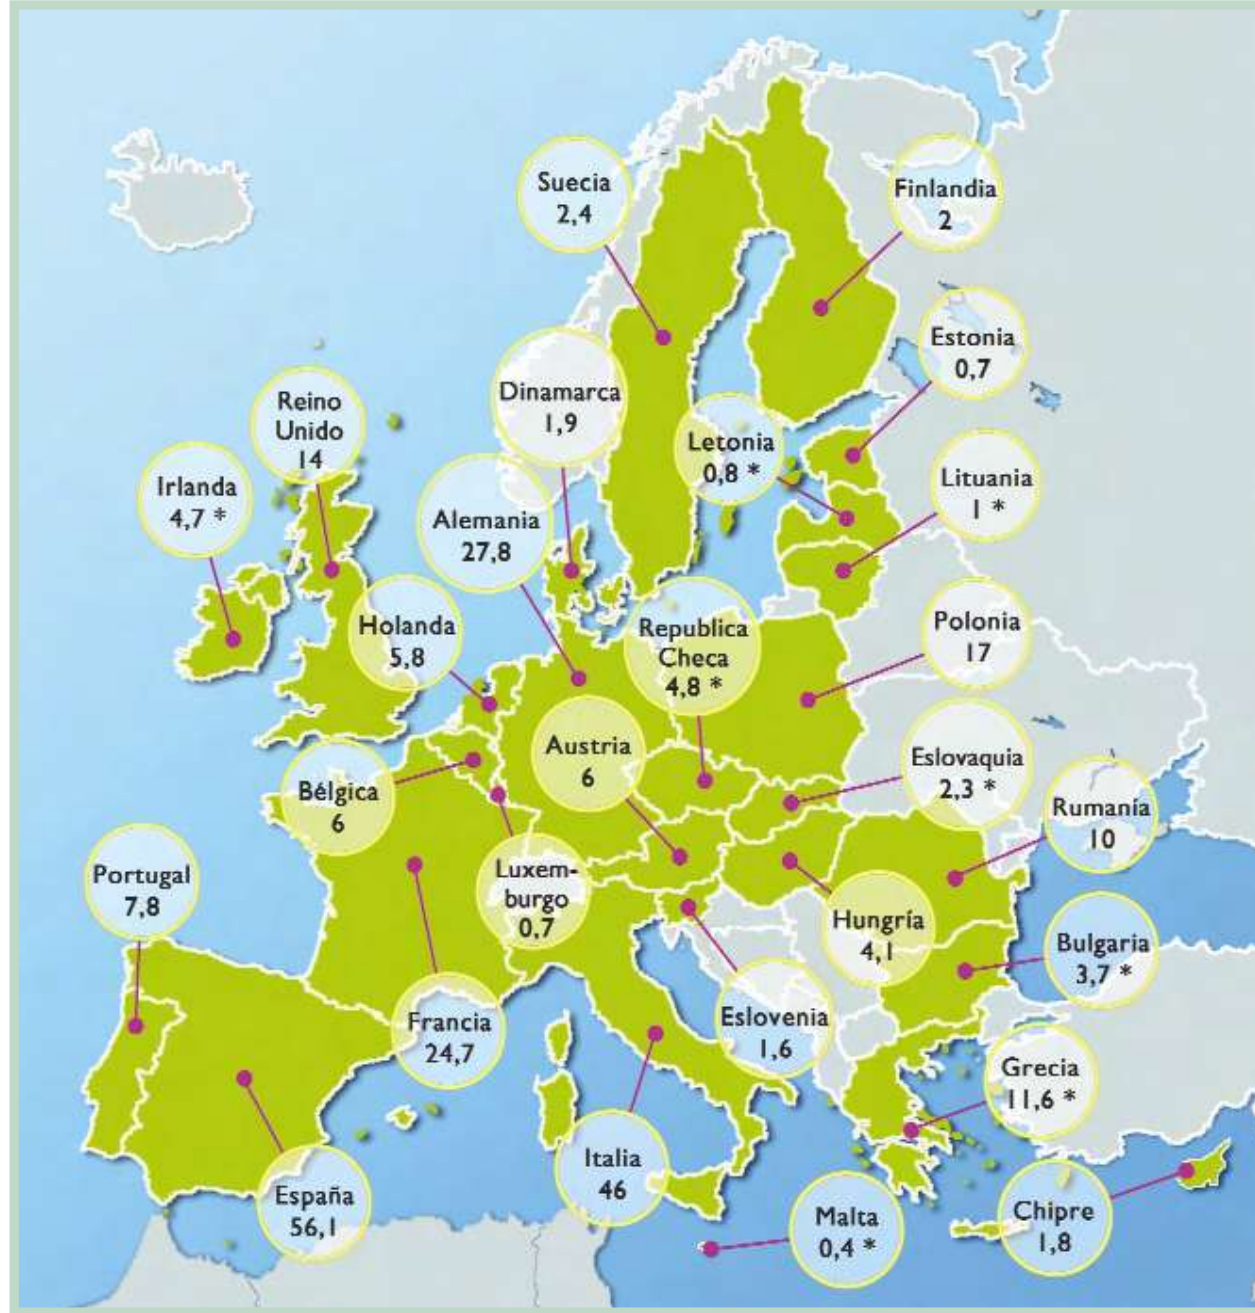 Suecia
2,4
Finlandia
2
Estonia
0,7
Dinamarca
1,9
Reino
Unido
14
Letonia
0,8 *
Lituania
1 *
Irlanda
4,7 *
Alemania
27,8
Holanda
5,8
Republica
Checa
4,8 *
Polonia
17
Austria
6
Eslovaquia
2,3 *
Bélgica
6
Rumanía
10
Portugal
7,8
Luxem-
burgo
0,7
Hungría
4,1
Bulgaria
3,7 *
Francia
24,7
Eslovenia
1,6
Grecia
11,6 *
Italia
46
España
56,1
Malta
0,4 *
Chipre
1,8